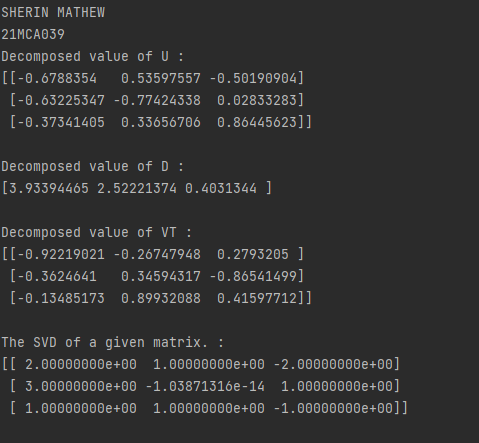 SHERIN MATHEW
21MCA039
Decomposed value of U :
[[-0.6788354   0.53597557 -0.50190904]
 [-0.63225347 -0.77424338  0.02833283]
 [-0.37341405  0.33656706  0.86445623]]
Decomposed value of D :
[3.93394465 2.52221374 0.4031344 ]
Decomposed value of VT :
[[-0.92219021 -0.26747948  0.2793205 ]
 [-0.3624641   0.34594317 -0.86541499]
 [-0.13485173  0.89932088  0.41597712]]
The SVD of a given matrix. :
[[ 2.00000000e+00  1.00000000e+00 -2.00000000e+00]
 [ 3.00000000e+00 -1.03871316e-14  1.00000000e+00]
 [ 1.00000000e+00  1.00000000e+00 -1.00000000e+00]]